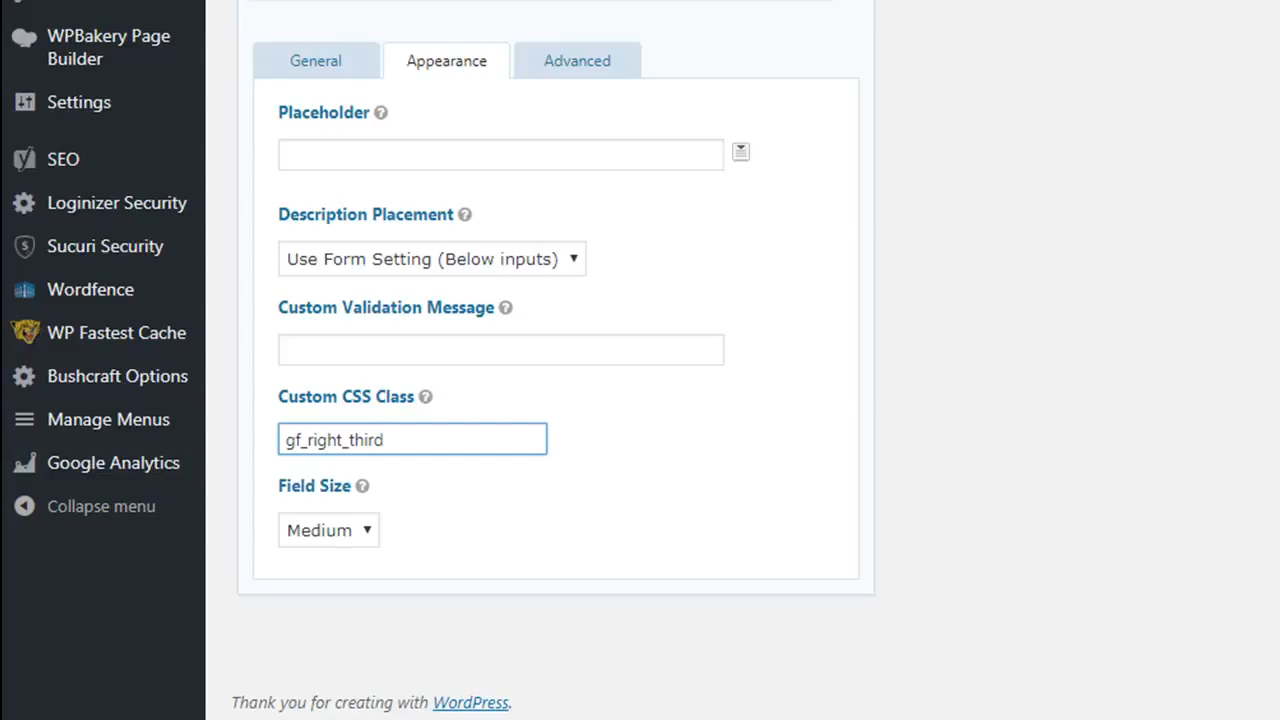 WPBakery Page
Builder
Settings
SEO
Loginizer Security
Sucuri Security
Wordfence
WP Fastest Cache
Bushcraft Options
Manage Menus
Google Analytics
Collapse menu
General
Appearance
Advanced
Placeholder
Description Placement
Use Form Setting (Below inputs)
Custom Validation Message
Custom CSS Class
gf_right_third
Field Size
Medium
Thank you for creating with WordPress.